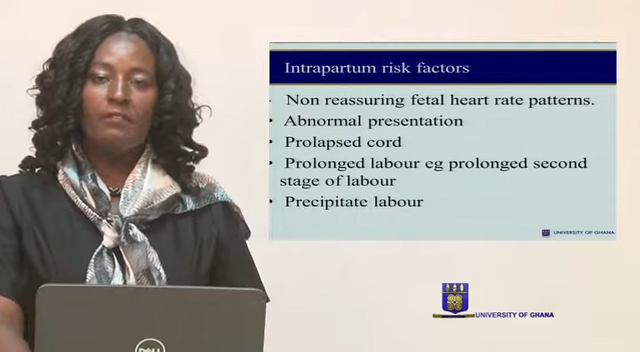 Intrapartum risk factors
· Non reassuring fetal heart rate patterns.
• Abnormal presentation
• Prolapsed cord
• Prolonged labour eg prolonged second
stage of labour
• Precipitate labour
UNIVERSITY OF GHANA
UNIVERSITY OF GHANA
DELL